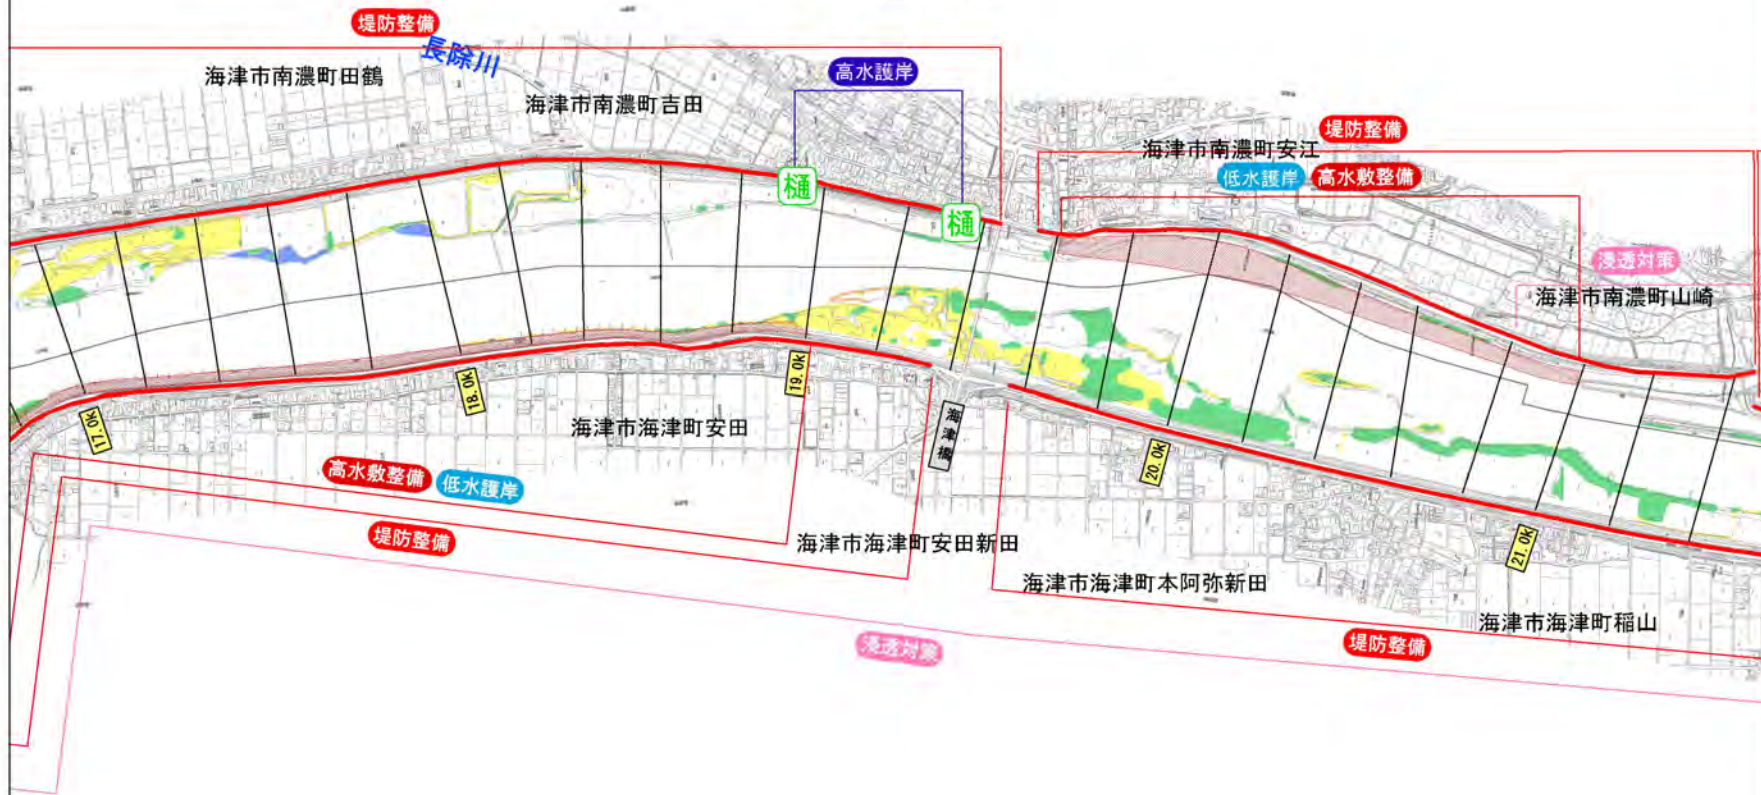 堤防整備
長除川
海津市南濃町田鶴
海津市南濃町吉田
高水護岸
堤防整備
海津市南濃町安江
低水護岸
高水敷整備
浸透対策
海津市南濃町山崎
樋
樋
17.0k
18.0k
19.0k
海津橋
20.0k
21.0k
海津市海津町安田
高水敷整備
低水護岸
堤防整備
海津市海津町安田新田
海津市海津町本阿弥新田
海津市海津町稲山
浸透対策
堤防整備